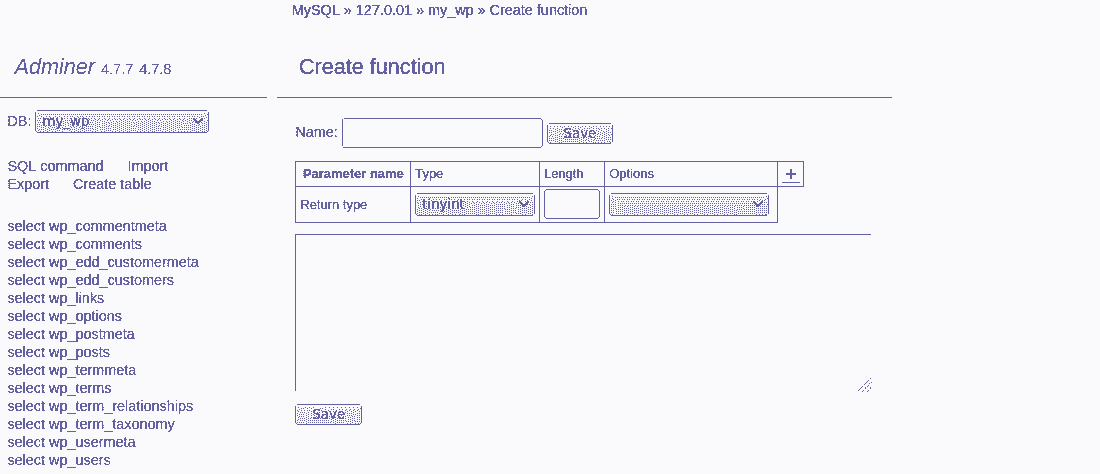 MySQL » 127.0.01 » my_wp » Create function
Adminer 4.7.7 4.7.8
Create function
DB: my_wp
SQL command Import
Export Create table
select wp_commentmeta
select wp_comments
select wp_edd_customermeta
select wp_edd_customers
select wp_links
select wp_options
select wp_postmeta
select wp_posts
select wp_termmeta
select wp_terms
select wp_term_relationships
select wp_term_taxonomy
select wp_usermeta
select wp_users
Name: Save
Parameter name Type Length Options +
Return type tinyint
Save